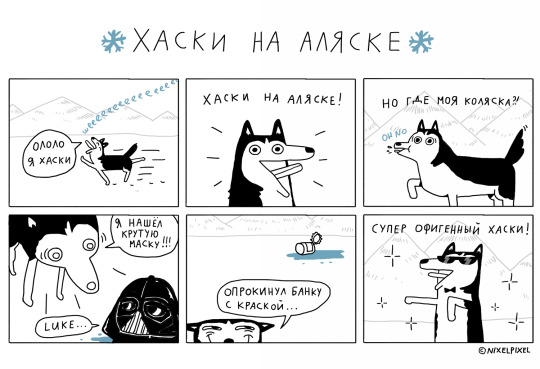 ХАСКИ НА АЛЯСКЕ
weeeeeeeeeeeeeeeeee
ОЛОЛО
Я ХАСКИ
ХАСКИ НА АЛЯСКЕ!
НО ГДЕ МОЯ КОЛЯСКА?!
OH NO
Я НАШЁЛ
КРУТУЮ
МАСКУ!!!
LUKE...
ОПРОКИНУЛ БАНКУ
С КРАСКОЙ...
СУПЕР ОФИГЕННЫЙ ХАСКИ!
© NIXELPIXEL